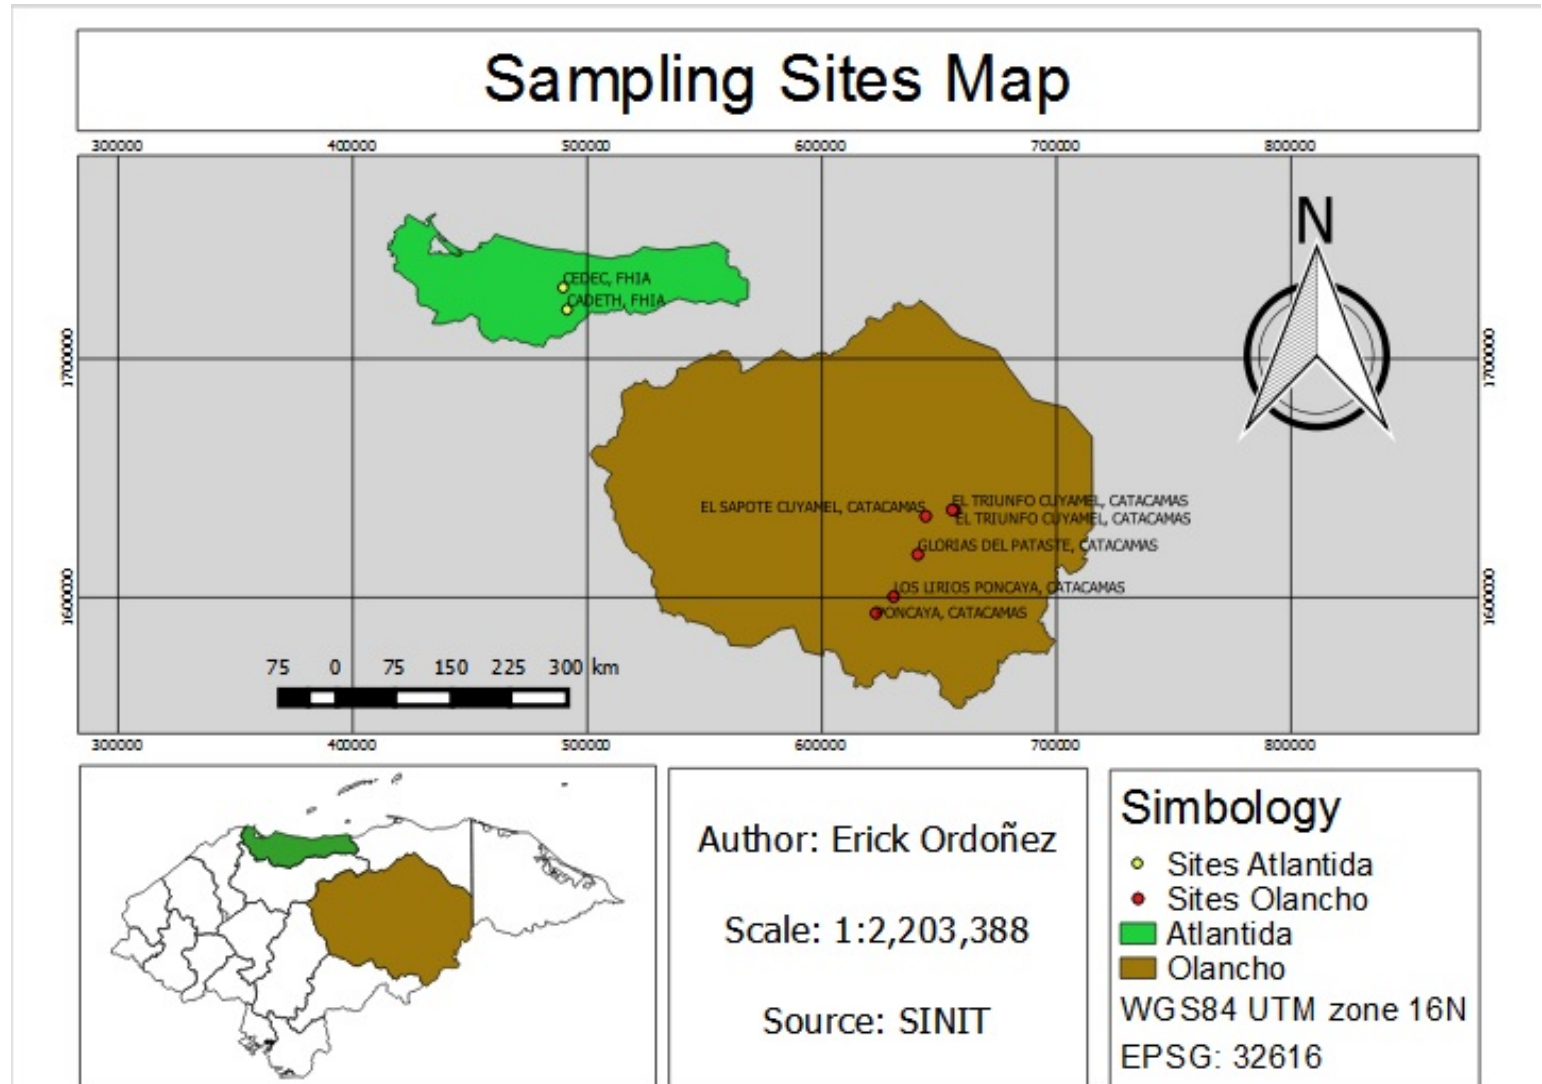 Sampling Sites Map
300000 400000 500000 600000 700000 800000
N
CEDEC, FHIA
CADETH, FHIA
1700000 1700000
EL SAPOTE CUYAMEL, CATACAMAS
EL TRIUNFO CUYAMEL, CATACAMAS
EL TRIUNFO CUYAMEL, CATACAMAS
GLORIAS DEL PATASTE, CATACAMAS
LOS LIRIOS PONCAYA, CATACAMAS
1600000 1600000
PONCAYA, CATACAMAS
75 0 75 150 225 300 km
300000 400000 500000 600000 700000 800000
Author: Erick Ordoñez
Scale: 1:2,203,388
Source: SINIT
Simbology
Sites Atlantida
Sites Olancho
Atlantida
Olancho
WGS84 UTM zone 16N
EPSG: 32616